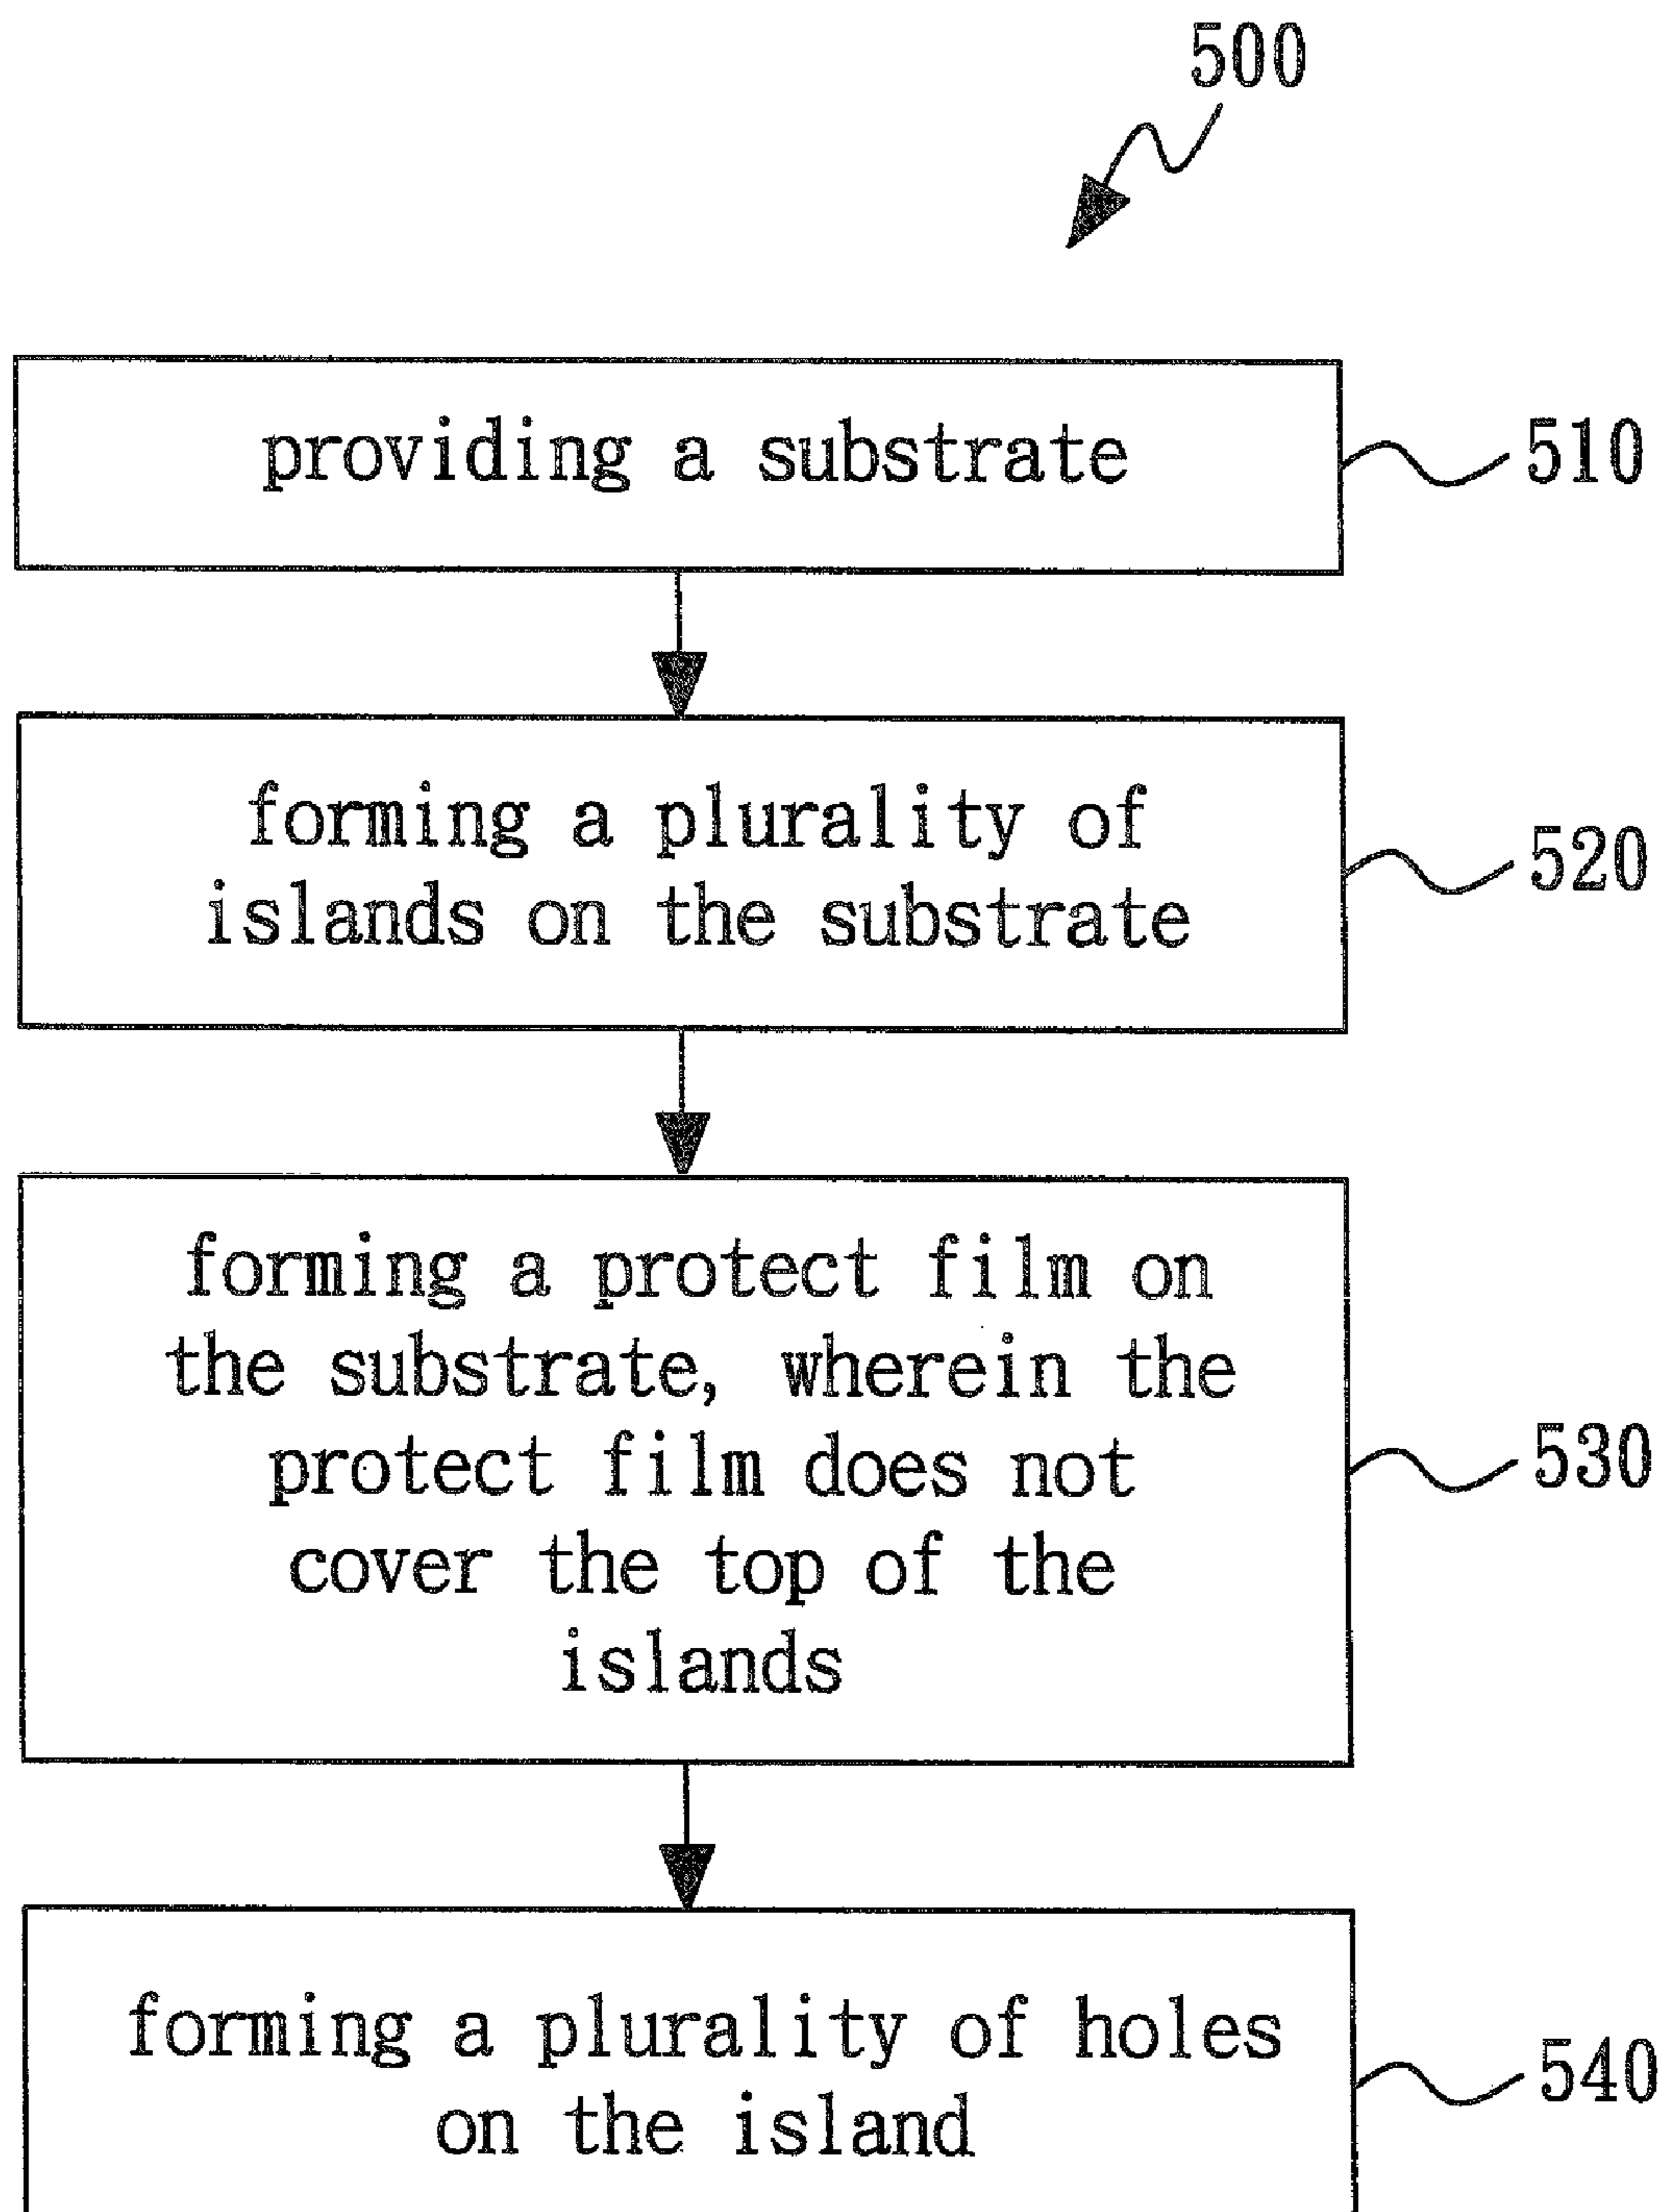 500
providing a substrate
510
forming a plurality of
islands on the substrate
520
forming a protect film on
the substrate, wherein the
protect film does not
cover the top of the
islands
530
forming a plurality of holes
on the island
540